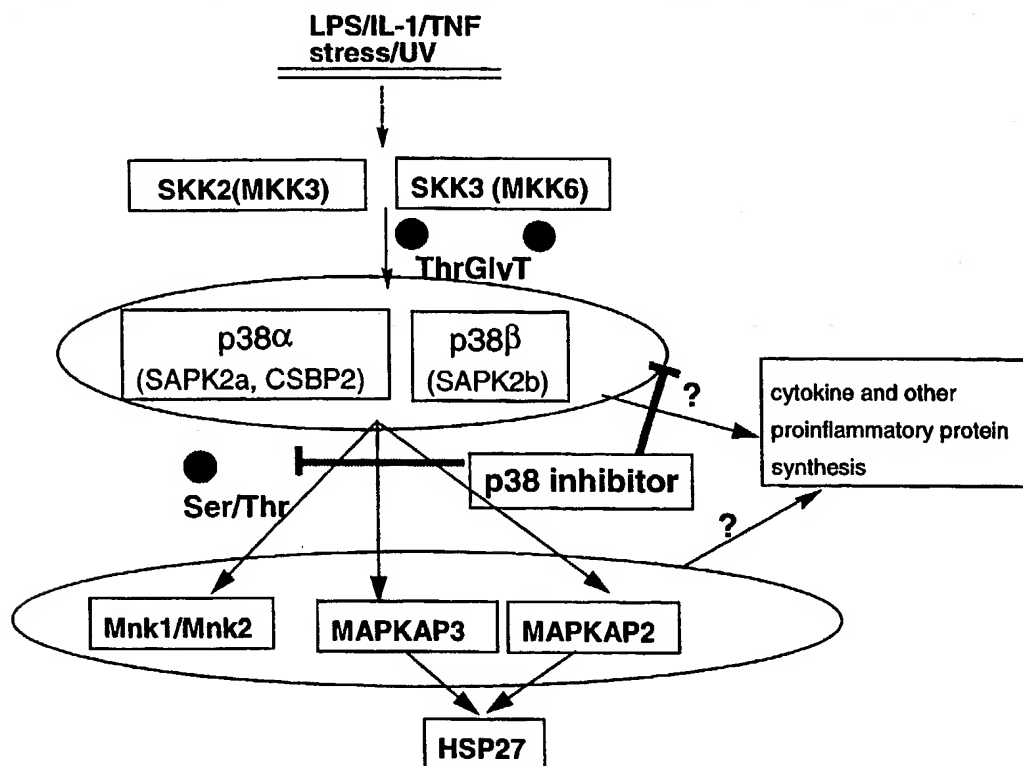 LPS/IL-1/TNF
stress/UV
SKK2(MKK3)
SKK3 (MKK6)
ThrGlyT
p38α
(SAPK2a, CSBP2)
p38β
(SAPK2b)
?
cytokine and other
proinflammatory protein
synthesis
p38 inhibitor
Ser/Thr
?
Mnk1/Mnk2
MAPKAP3
MAPKAP2
HSP27